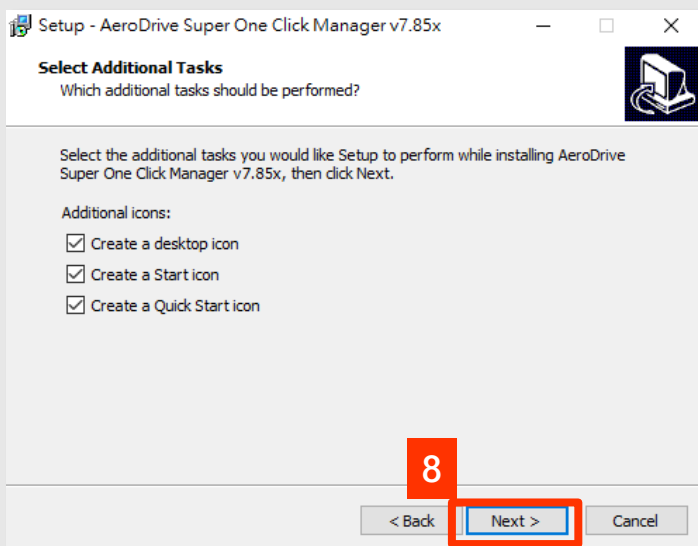 Setup - AeroDrive Super One Click Manager v7.85x
Select Additional Tasks
Which additional tasks should be performed?
Select the additional tasks you would like Setup to perform while installing AeroDrive
Super One Click Manager v7.85x, then click Next.
Additional icons:
Create a desktop icon
Create a Start icon
Create a Quick Start icon
8
< Back Next > Cancel